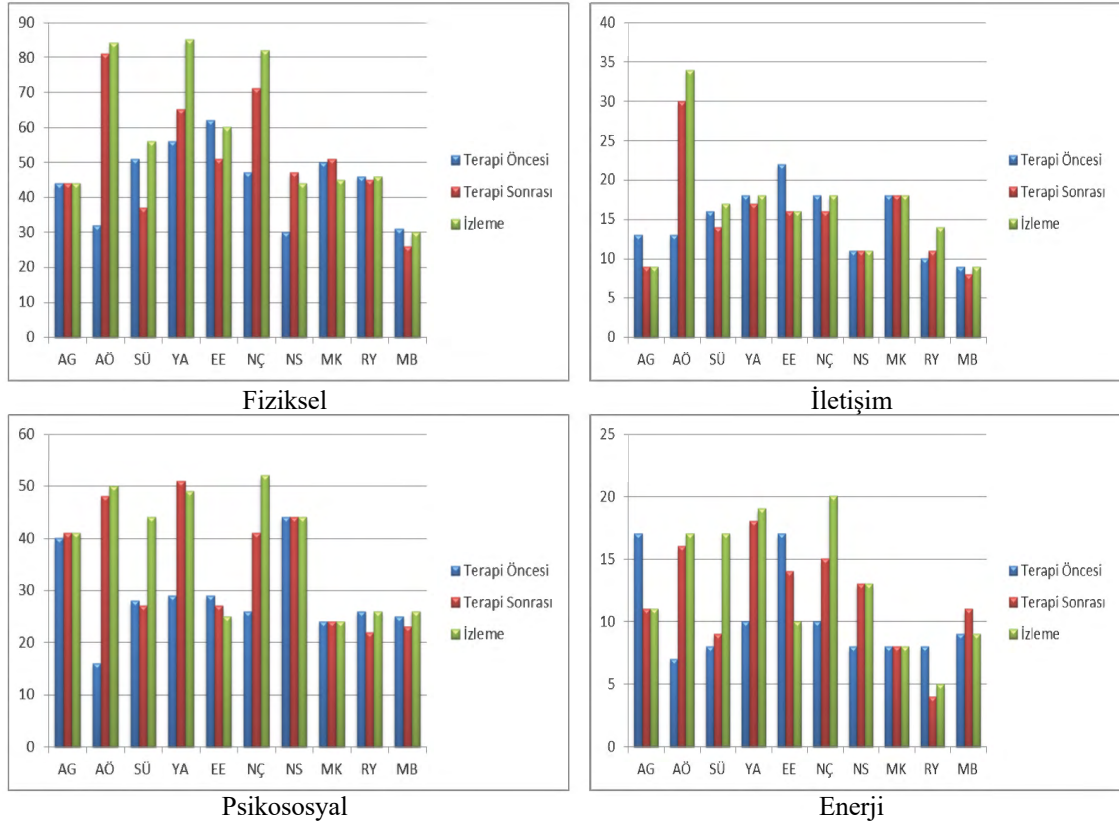 90
80
70
60
50
40
30
20
10
0
AG AÖ SÜ YA EE NÇ NS MK RY MB
Terapi Öncesi
Terapi Sonrası
İzleme
Fiziksel
40
35
30
25
20
15
10
5
0
AG AÖ SÜ YA EE NÇ NS MK RY MB
Terapi Öncesi
Terapi Sonrası
İzleme
İletişim
60
50
40
30
20
10
0
AG AÖ SÜ YA EE NÇ NS MK RY MB
Terapi Öncesi
Terapi Sonrası
İzleme
Psikososyal
25
20
15
10
5
0
AG AÖ SÜ YA EE NÇ NS MK RY MB
Terapi Öncesi
Terapi Sonrası
İzleme
Enerji